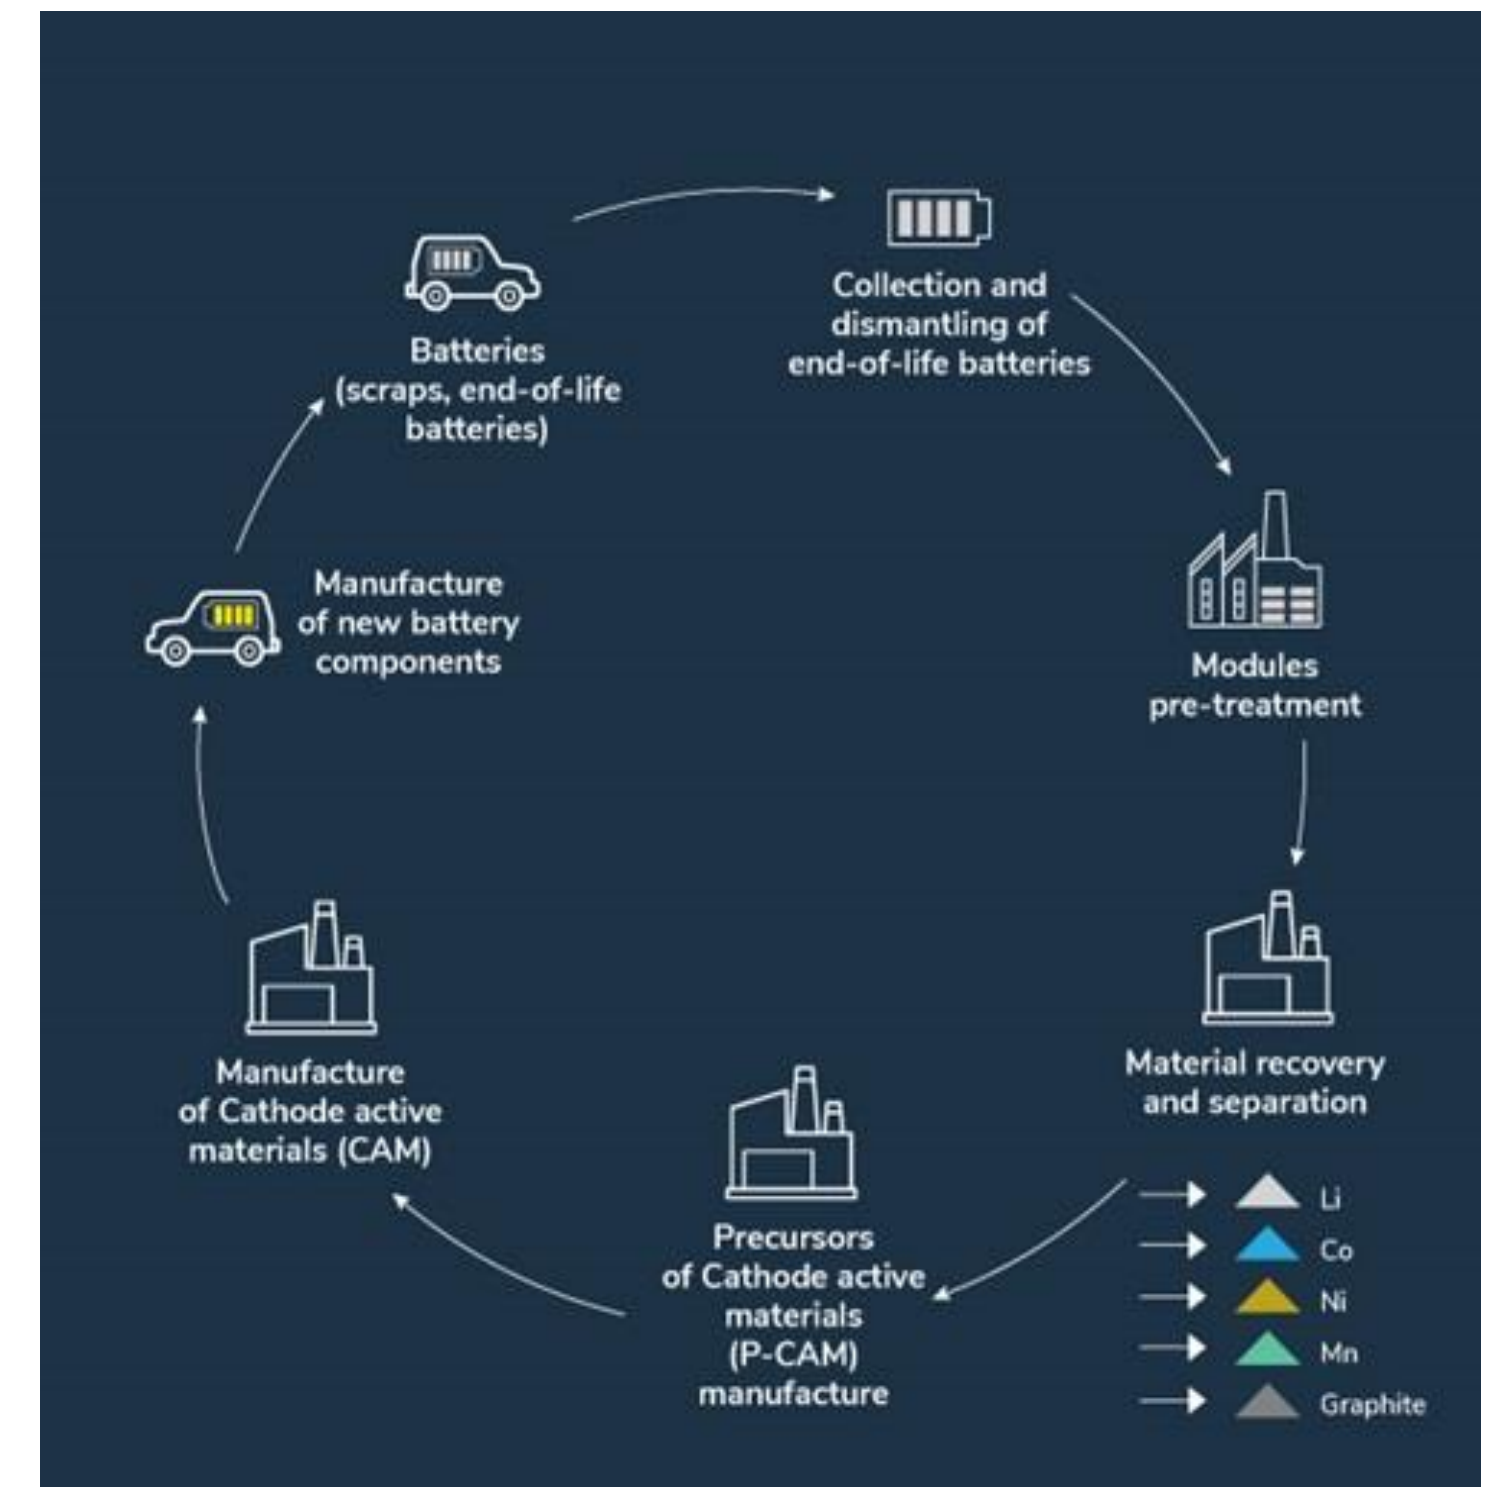 Batteries
(scraps, end-of-life
batteries)
Collection and
dismantling of
end-of-life batteries
Modules
pre-treatment
Material recovery
and separation
Li
Co
Ni
Mn
Graphite
Precursors
of Cathode active
materials
(P-CAM)
manufacture
Manufacture
of Cathode active
materials (CAM)
Manufacture
of new battery
components